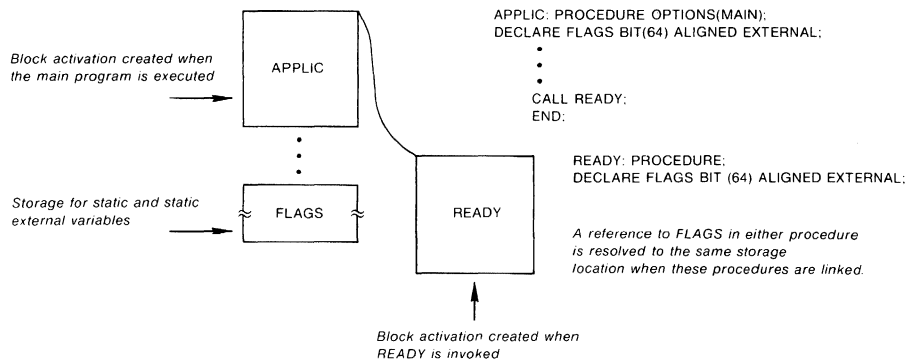 Block activation created when
the main program is executed
APPLIC
APPLIC: PROCEDURE OPTIONS(MAIN);
DECLARE FLAGS BIT(64) ALIGNED EXTERNAL;
CALL READY;
END;
Storage for static and static
external variables
FLAGS
READY
READY: PROCEDURE;
DECLARE FLAGS BIT (64) ALIGNED EXTERNAL;
A reference to FLAGS in either procedure
is resolved to the same storage
location when these procedures are linked.
Block activation created when
READY is invoked